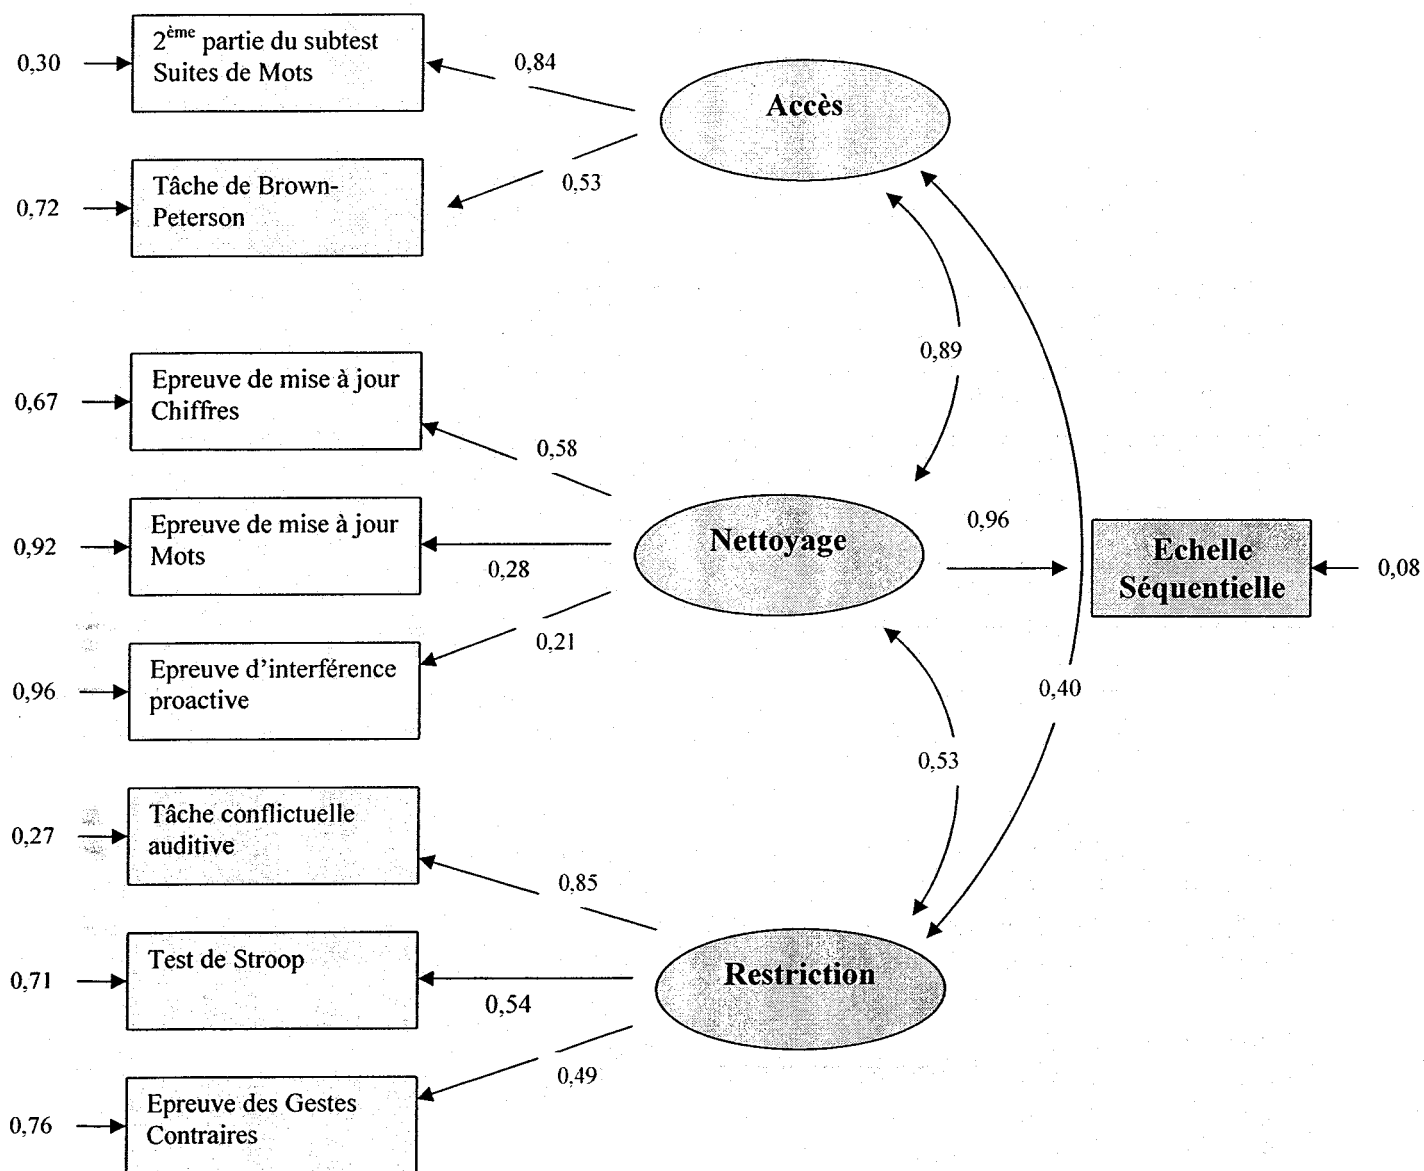 2ème partie du subtest
Suites de Mots
0,30
0,84
Accès
Tâche de Brown-
Peterson
0,72
0,53
0,89
Epreuve de mise à jour
Chiffres
0,67
0,58
Epreuve de mise à jour
Mots
0,92
0,28
Nettoyage
0,96
Echelle
Séquentielle
0,08
0,21
Epreuve d'interférence
proactive
0,96
0,40
0,53
Tâche conflictuelle
auditive
0,27
0,85
Test de Stroop
0,71
0,54
Restriction
0,49
Epreuve des Gestes
Contraires
0,76